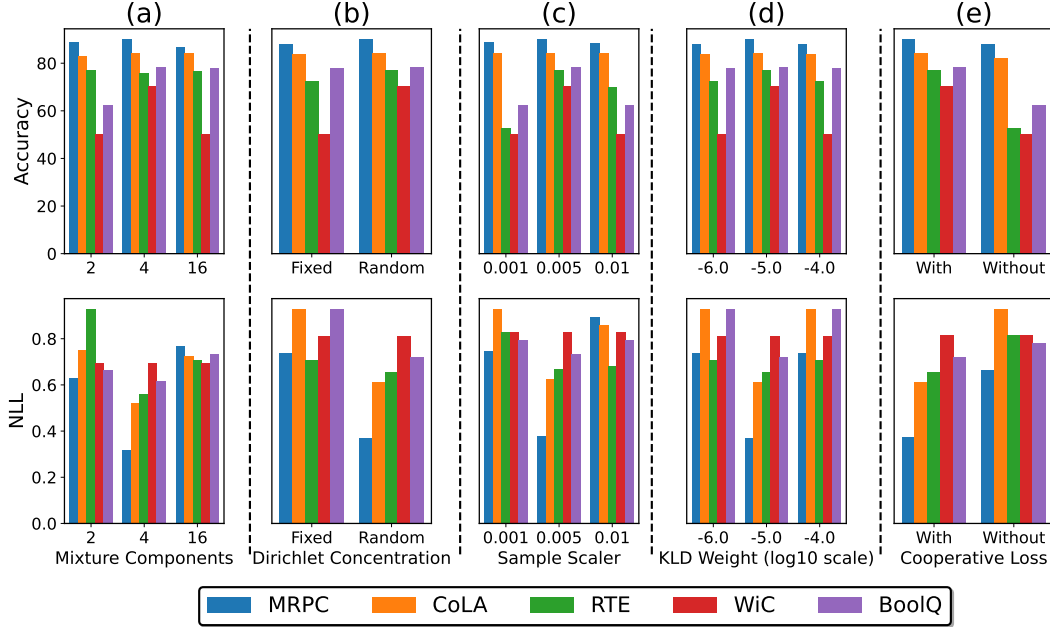 (a) (b) (c) (d) (e)
Accuracy
80
60
40
20
0
2 4 16 Fixed Random 0.001 0.005 0.01 -6.0 -5.0 -4.0 With Without
NLL
0.8
0.6
0.4
0.2
0.0
2 4 16 Fixed Random 0.001 0.005 0.01 -6.0 -5.0 -4.0 With Without
Mixture Components Dirichlet Concentration Sample Scaler KLD Weight (log10 scale) Cooperative Loss
MRPC CoLA RTE WiC BoolQ